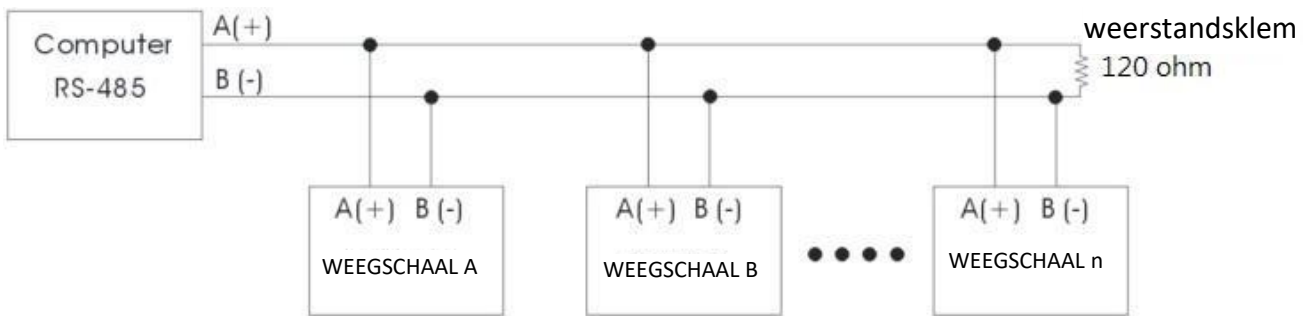 Computer
RS-485
A(+)
B (-)
weerstandsklem
120 ohm
A(+) B (-)
WEEGSCHAAL A
A(+) B (-)
WEEGSCHAAL B
A(+) B (-)
WEEGSCHAAL n